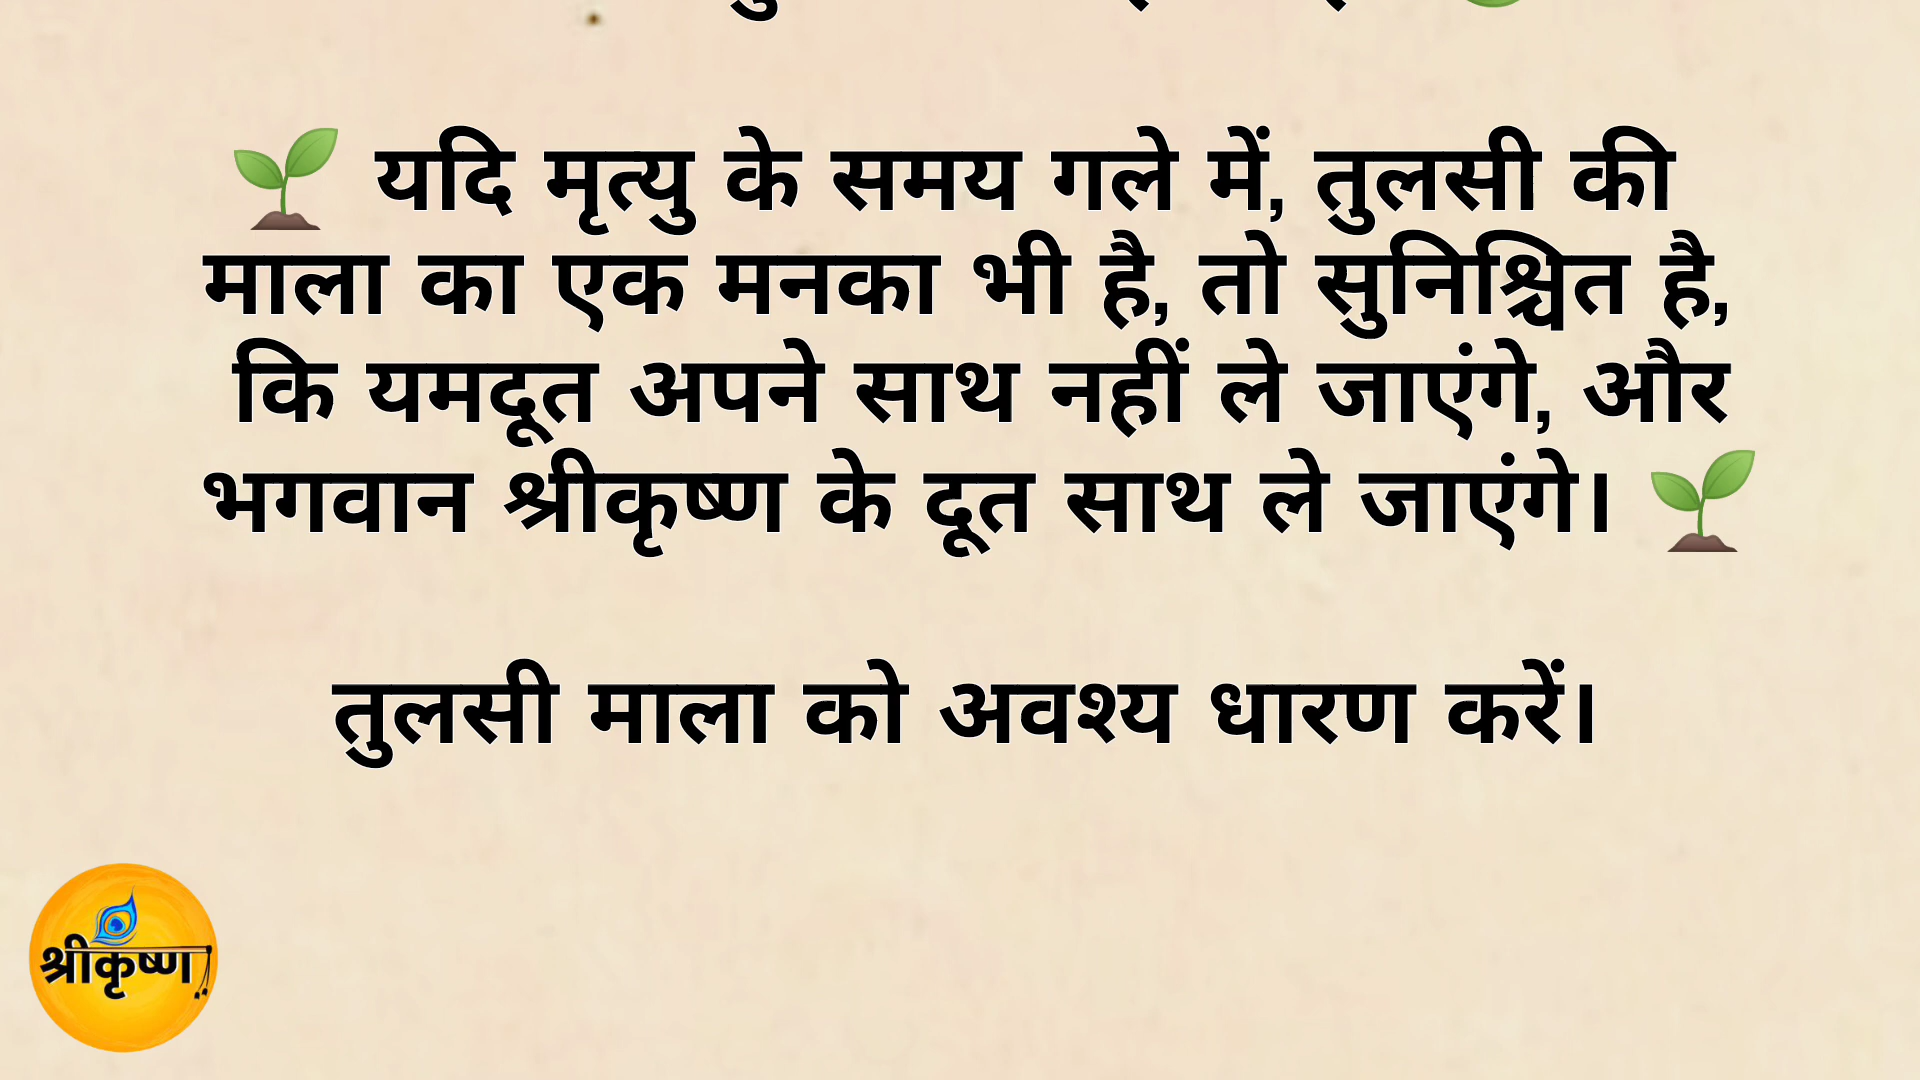 🌱 यदि मृत्यु के समय गले में, तुलसी की
माला का एक मनका भी है, तो सुनिश्चित है,
कि यमदूत अपने साथ नहीं ले जाएंगे, और
भगवान श्रीकृष्ण के दूत साथ ले जाएंगे। 🌱
तुलसी माला को अवश्य धारण करें।
श्रीकृष्ण